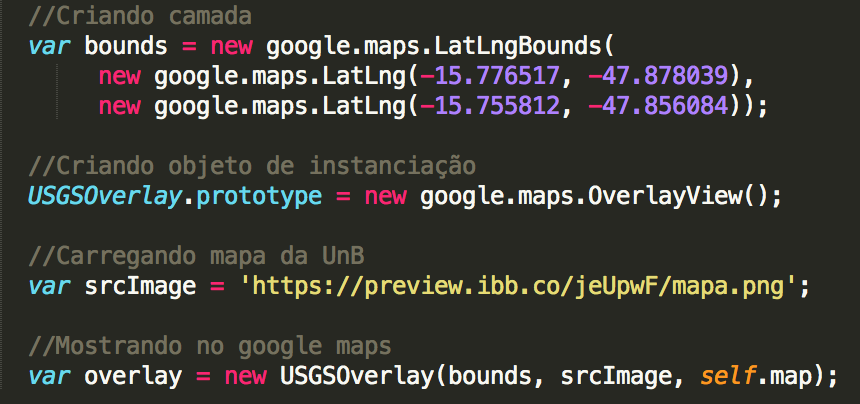 //Criando camada
var bounds = new google.maps.LatLngBounds(
new google.maps.LatLng(-15.776517, -47.878039),
new google.maps.LatLng(-15.755812, -47.856084));
//Criando objeto de instanciação
USGSOverlay.prototype = new google.maps.OverlayView();
//Carregando mapa da UnB
var srcImage = 'https://preview.ibb.co/jeUpwF/mapa.png';
//Mostrando no google maps
var overlay = new USGSOverlay(bounds, srcImage, self.map);